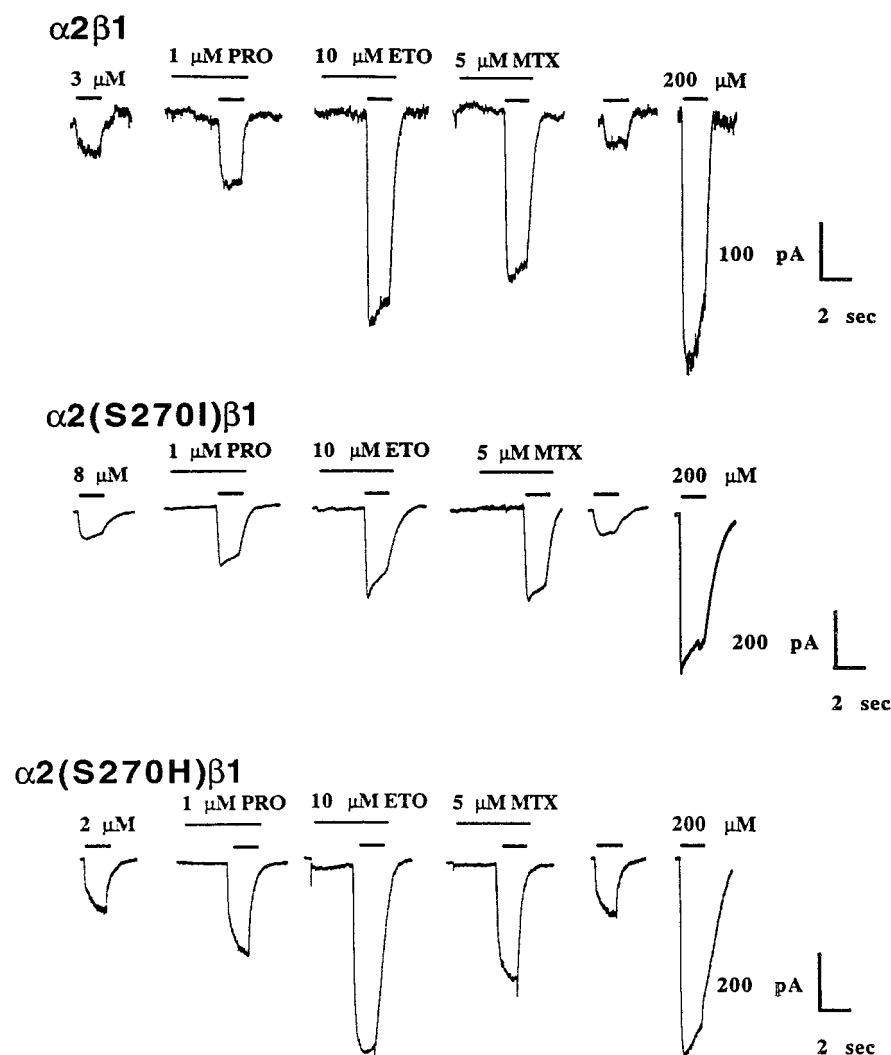 α2β1
1 μM PRO
10 μM ETO
5 μM MTX
3 μM
200 μM
100 pA
2 sec
α2(S270I)β1
1 μM PRO
10 μM ETO
5 μM MTX
8 μM
200 μM
200 pA
2 sec
α2(S270H)β1
1 μM PRO
10 μM ETO
5 μM MTX
2 μM
200 μM
200 pA
2 sec